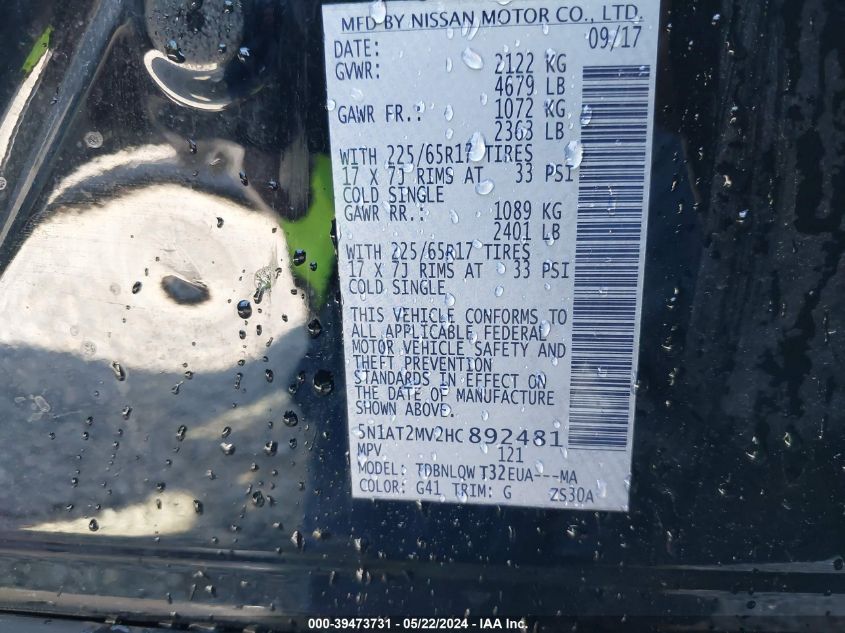 MFD BY NISSAN MOTOR CO., LTD.
DATE: 09/17
GVWR: 2122 KG
4679 LB
GAWR FR.: 1072 KG
2363 LB
WITH 225/65R17 TIRES
17 X 7J RIMS AT 33 PSI
COLD SINGLE
GAWR RR.: 1089 KG
2401 LB
WITH 225/65R17 TIRES
17 X 7J RIMS AT 33 PSI
COLD SINGLE
THIS VEHICLE CONFORMS TO
ALL APPLICABLE FEDERAL
MOTOR VEHICLE SAFETY AND
THEFT PREVENTION
STANDARDS IN EFFECT ON
THE DATE OF MANUFACTURE
SHOWN ABOVE.
5N1AT2MV2HC892481
MPV 121
MODEL: TDBNLQWT32EUA---MA
COLOR: G41 TRIM: G ZS30A
000-39473731 - 05/22/2024 - IAA Inc.